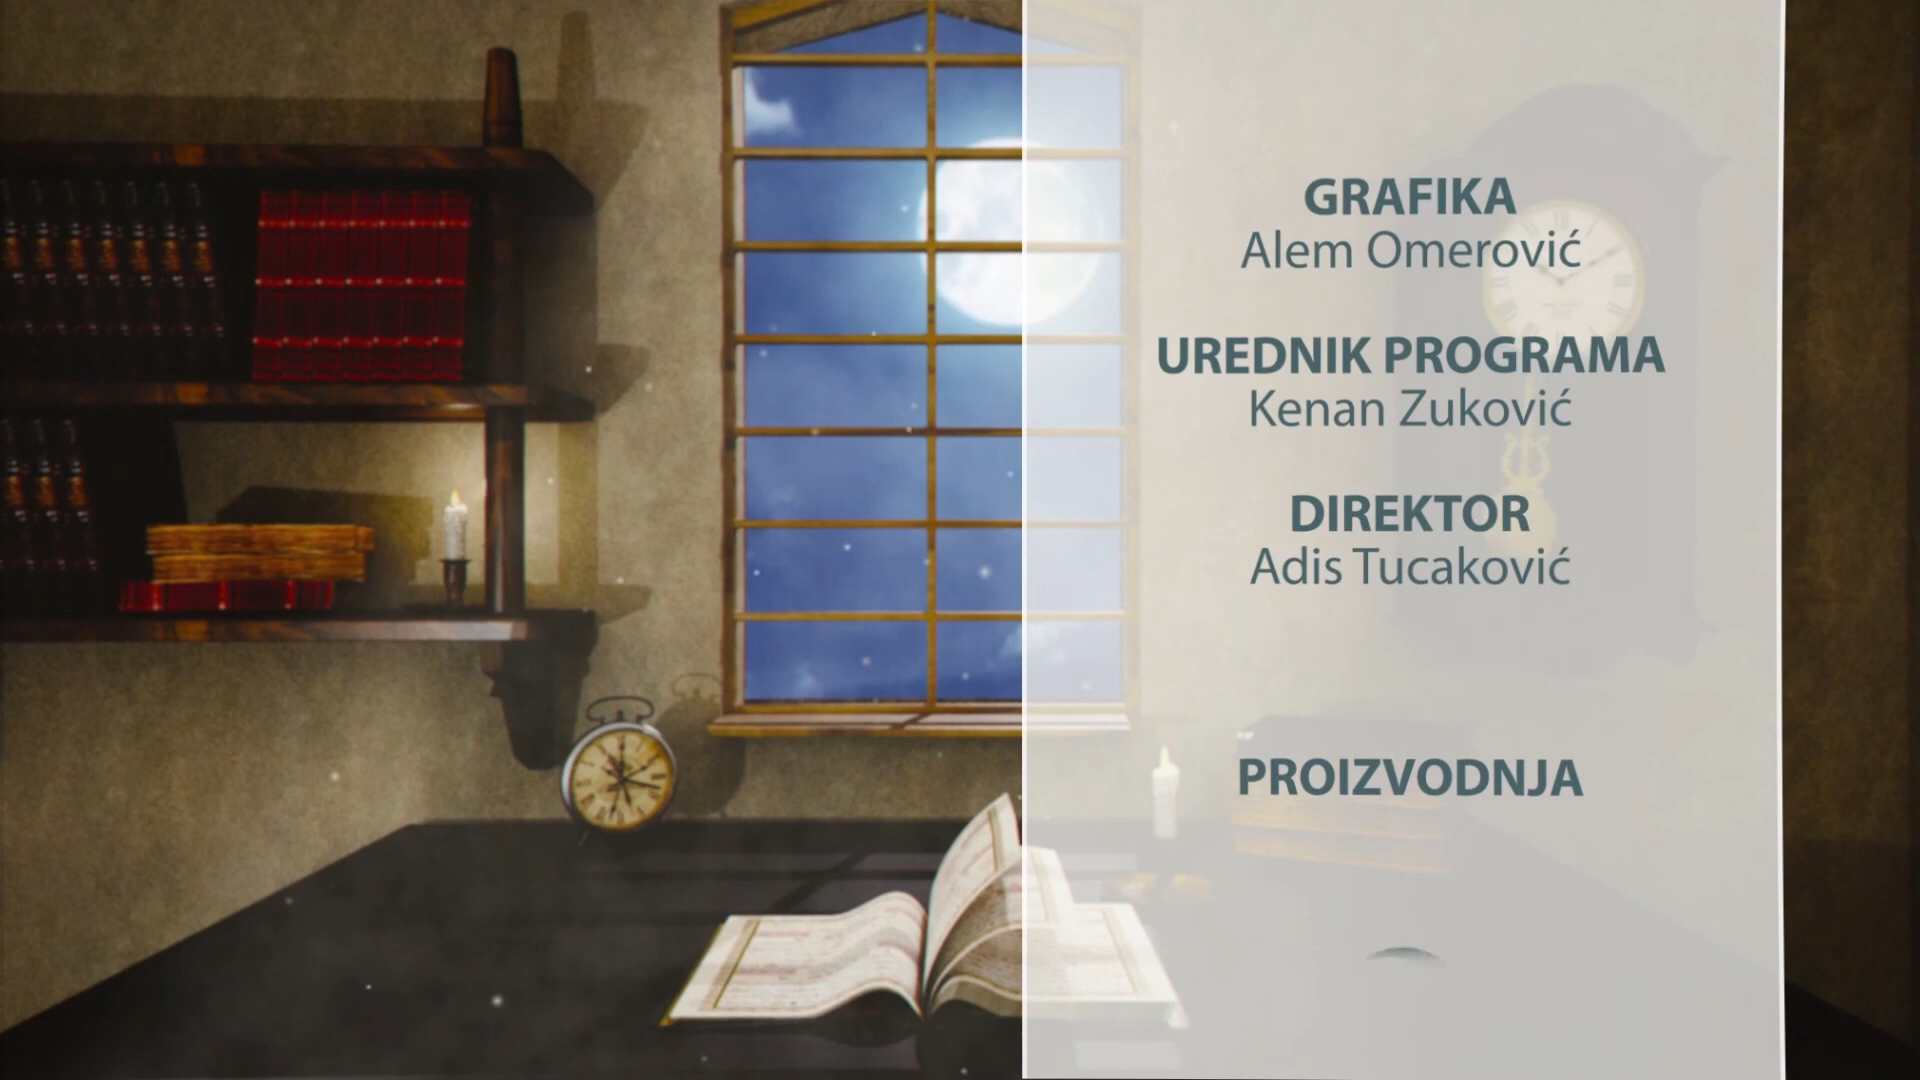 GRAFIKA
Alem Omerović
UREDNIK PROGRAMA
Kenan Zuković
DIREKTOR
Adis Tucaković
PROIZVODNJA